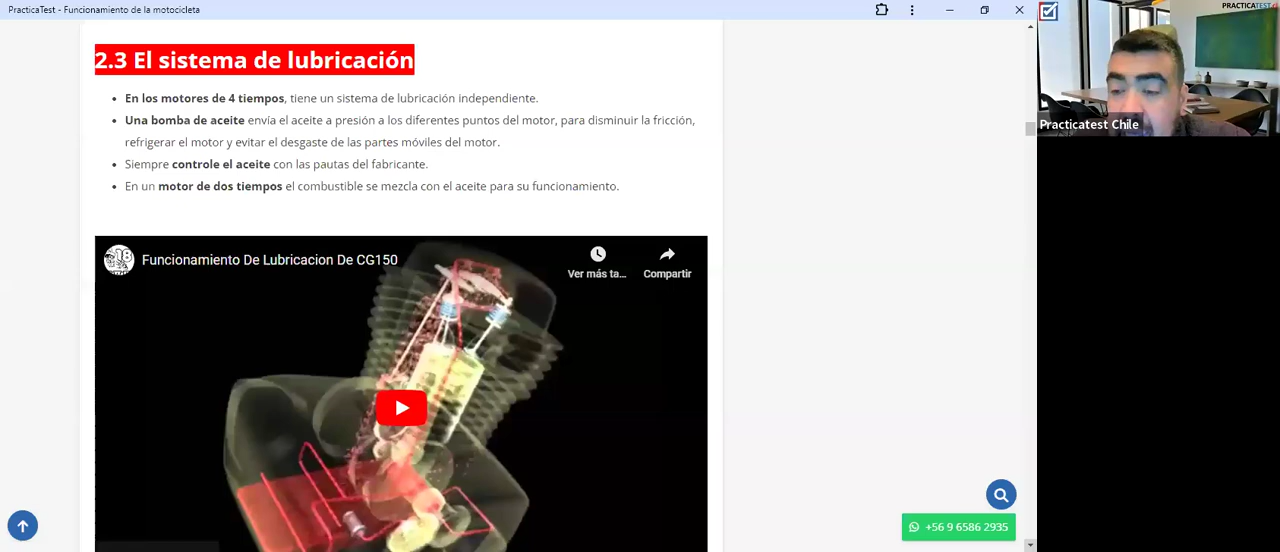 PracticaTest - Funcionamiento de la motocicleta
PRACTICATEST
2.3 El sistema de lubricación
En los motores de 4 tiempos, tiene un sistema de lubricación independiente.
Una bomba de aceite envía el aceite a presión a los diferentes puntos del motor, para disminuir la fricción,
refrigerar el motor y evitar el desgaste de las partes móviles del motor.
Siempre controle el aceite con las pautas del fabricante.
En un motor de dos tiempos el combustible se mezcla con el aceite para su funcionamiento.
Practicatest Chile
Funcionamiento De Lubricacion De CG150
Ver más ta...
Compartir
+56 9 6586 2935